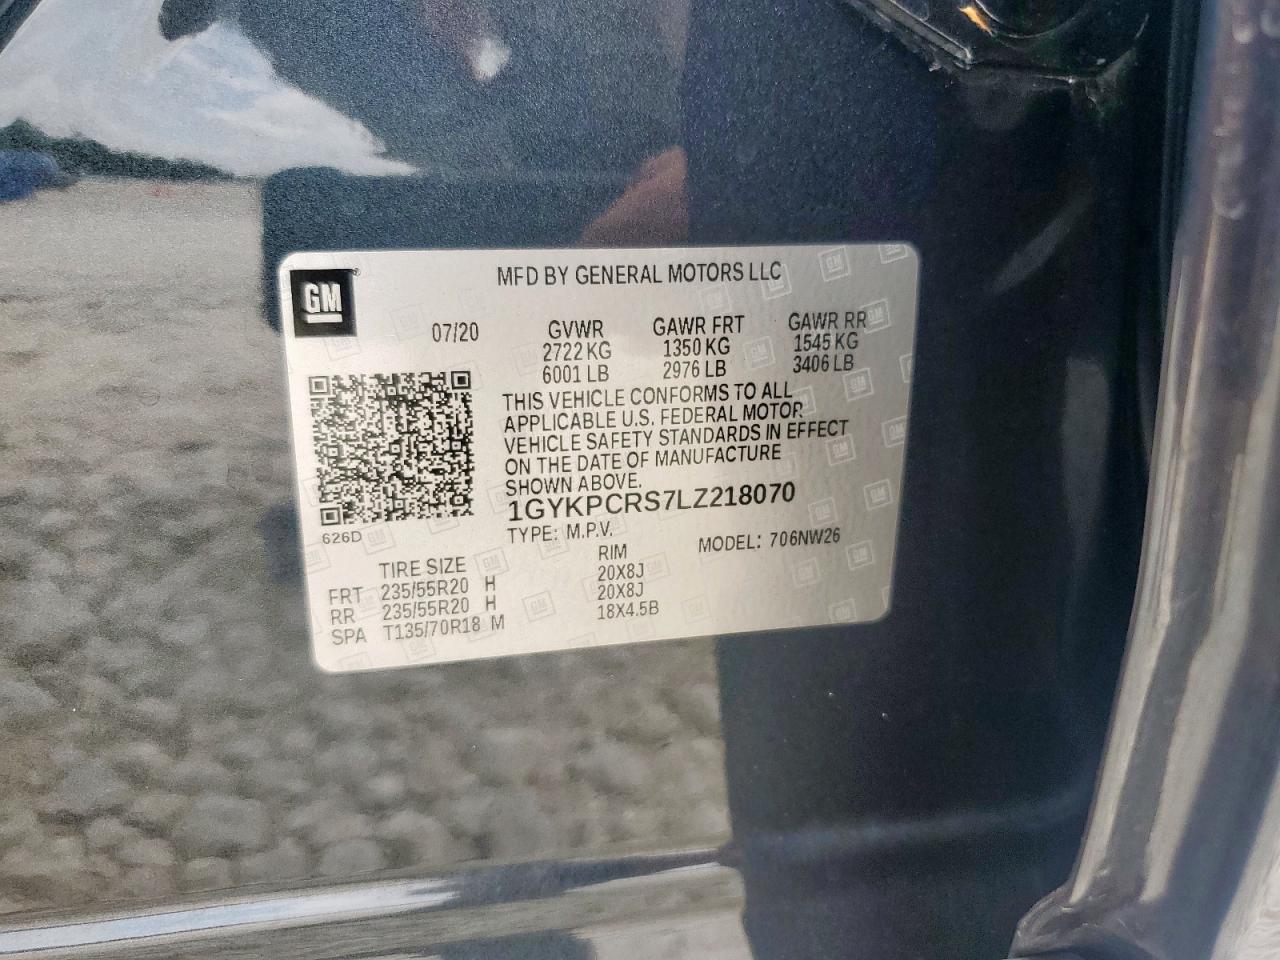 GM
MFD BY GENERAL MOTORS LLC
07/20 GVWR GAWR FRT GAWR RR
2722 KG 1350 KG 1545 KG
6001 LB 2976 LB 3406 LB
THIS VEHICLE CONFORMS TO ALL
APPLICABLE U.S. FEDERAL MOTOR
VEHICLE SAFETY STANDARDS IN EFFECT
ON THE DATE OF MANUFACTURE
SHOWN ABOVE.
1GYKPCRS7LZ218070
626D
TYPE: M.P.V. MODEL: 706NW26
TIRE SIZE RIM
FRT 235/55R20 H 20X8J
RR 235/55R20 H 20X8J
SPA T135/70R18 M 18X4.5B